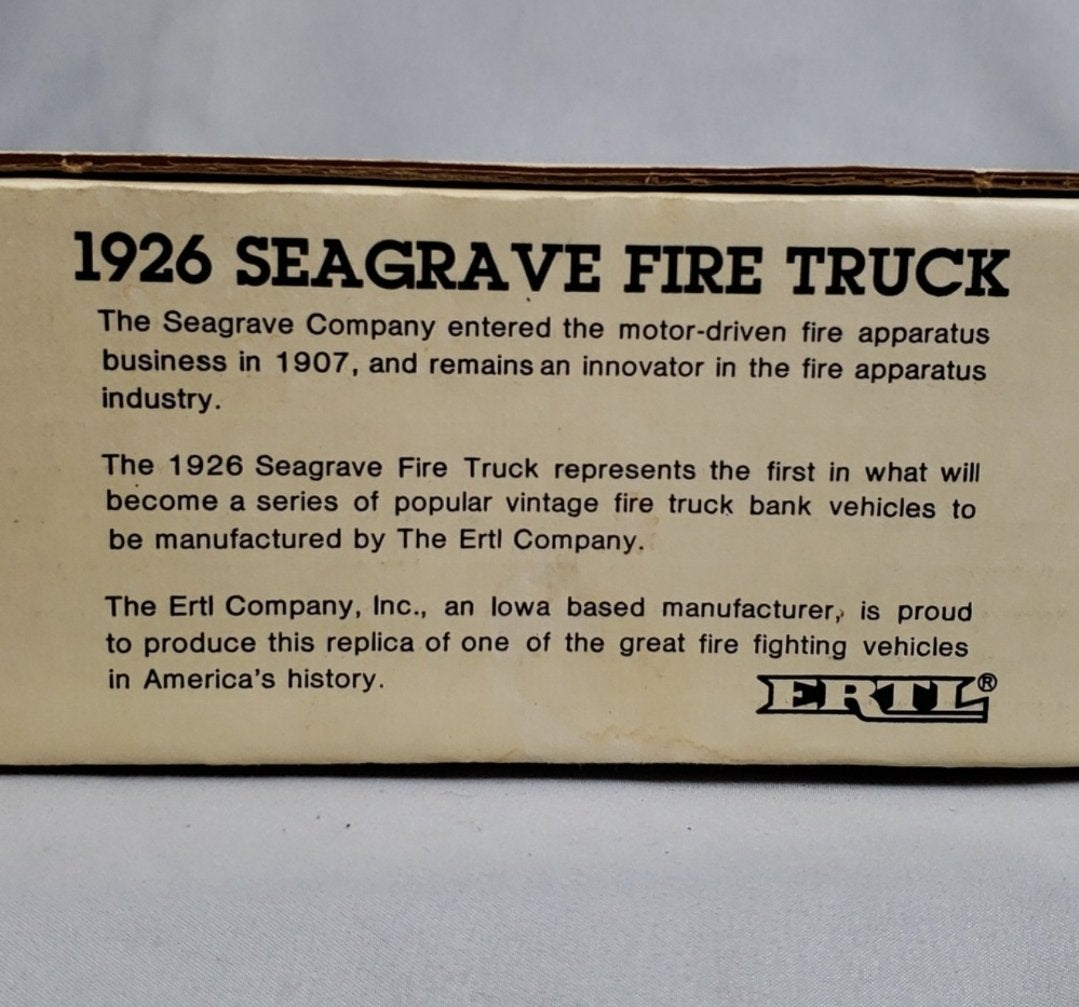 1926 SEAGRAVE FIRE TRUCK
The Seagrave Company entered the motor-driven fire apparatus
business in 1907, and remains an innovator in the fire apparatus
industry.
The 1926 Seagrave Fire Truck represents the first in what will
become a series of popular vintage fire truck bank vehicles to
be manufactured by The Ertl Company.
The Ertl Company, Inc., an Iowa based manufacturer, is proud
to produce this replica of one of the great fire fighting vehicles
in America's history.
ERTL®